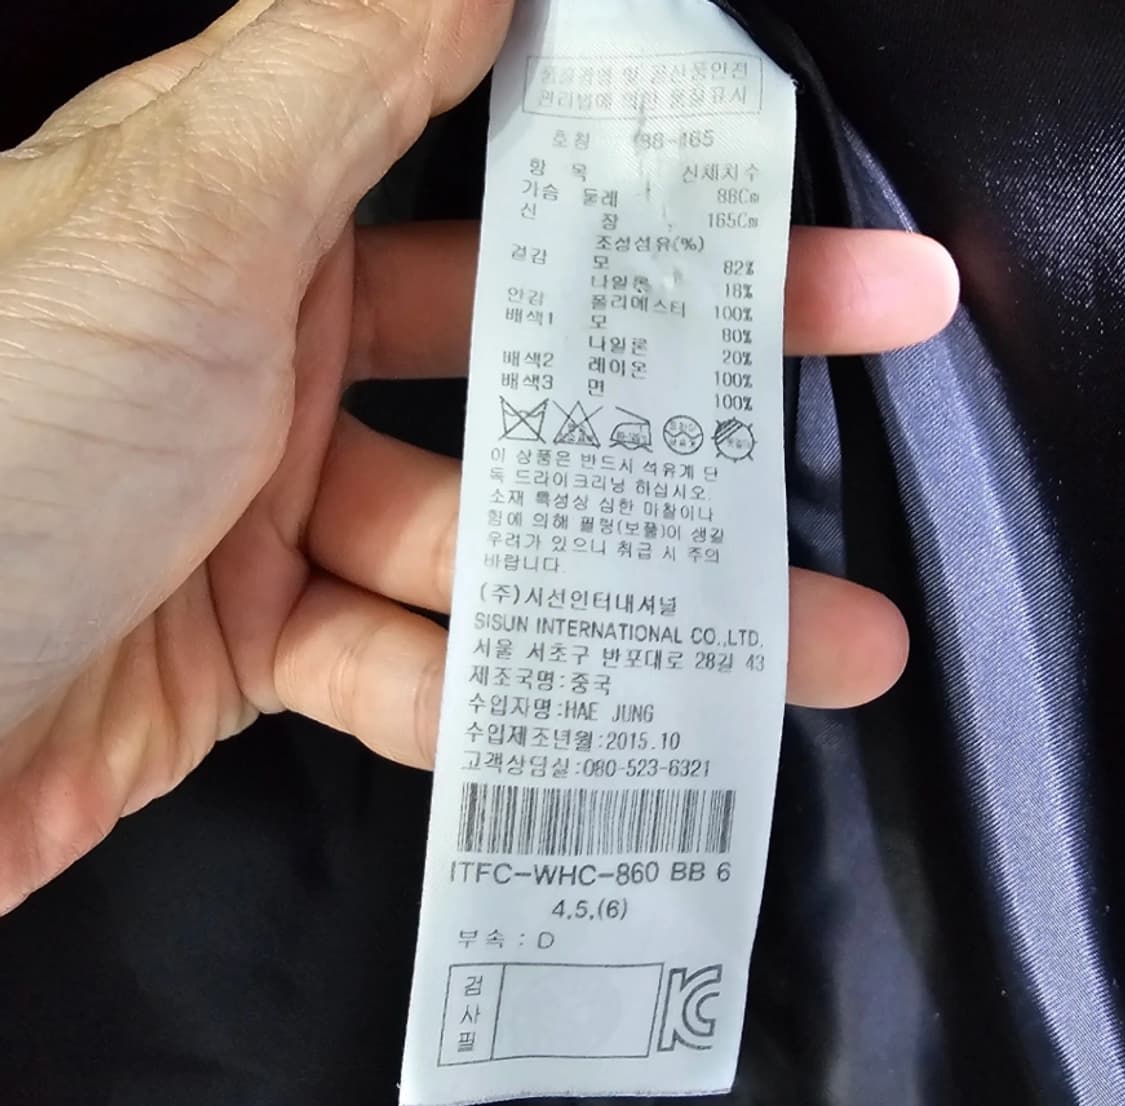 품질경영 및 공산품안전
관리법에 의한 품질표시
호칭 88-165
항 목 신체치수
가슴 둘레 88Cm
신 장 165Cm
조성섬유(%)
겉감 모 82%
나일론 18%
안감 폴리에스터 100%
배색1 모 80%
나일론 20%
배색2 레이온 100%
배색3 면 100%
이 상품은 반드시 석유계 단
독 드라이크리닝 하십시오.
소재 특성상 심한 마찰이나
힘에 의해 필링(보풀)이 생길
우려가 있으니 취급 시 주의
바랍니다.
(주)시선인터내셔널
SISUN INTERNATIONAL CO.,LTD.
서울 서초구 반포대로 28길 43
제조국명:중국
수입자명:HAE JUNG
수입제조년월:2015.10
고객상담실:080-523-6321
ITFC-WHC-860 BB 6
4.5.(6)
부속 : D
검사필
KC